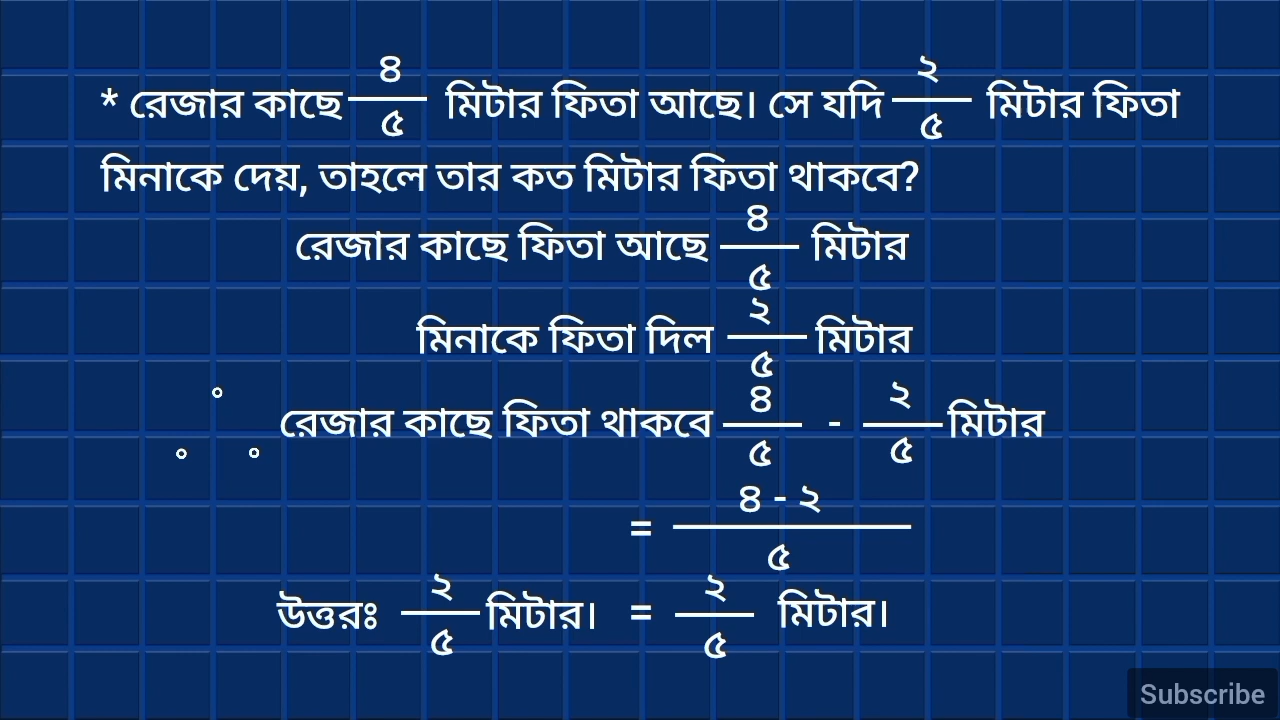 * রেজার কাছে ৪/৫ মিটার ফিতা আছে। সে যদি ২/৫ মিটার ফিতা
মিনাকে দেয়, তাহলে তার কত মিটার ফিতা থাকবে?
রেজার কাছে ফিতা আছে ৪/৫ মিটার
মিনাকে ফিতা দিল ২/৫ মিটার
∴ রেজার কাছে ফিতা থাকবে ৪/৫ - ২/৫ মিটার
= ৪ - ২/৫
উত্তরঃ ২/৫ মিটার। = ২/৫ মিটার।
Subscribe